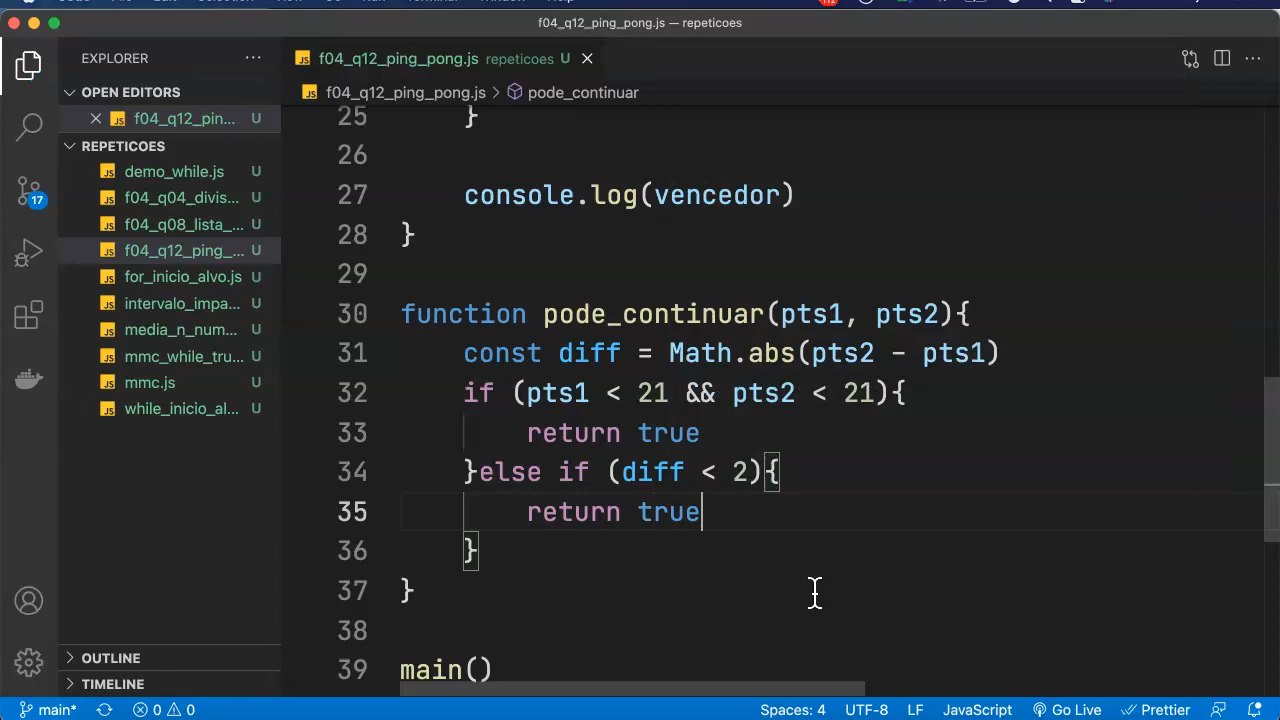 f04_q12_ping_pong.js — repeticoes
EXPLORER
f04_q12_ping_pong.js repeticoes U
OPEN EDITORS
f04_q12_ping_pong.js > pode_continuar
f04_q12_pin... U
REPETICOES
demo_while.js U
f04_q04_divis... U
f04_q08_lista_... U
f04_q12_ping_... U
for_inicio_alvo.js U
intervalo_impa... U
media_n_num... U
mmc_while_tru... U
mmc.js U
while_inicio_al... U
17
25 }
26
27 console.log(vencedor)
28 }
29
30 function pode_continuar(pts1, pts2){
31 const diff = Math.abs(pts2 - pts1)
32 if (pts1 < 21 && pts2 < 21){
33 return true
34 }else if (diff < 2){
35 return true
36 }
37 }
38
39 main()
OUTLINE
TIMELINE
main* 0 0 Spaces: 4 UTF-8 LF JavaScript Go Live Prettier